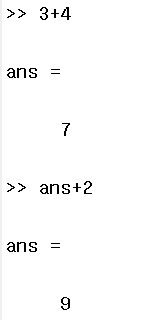 >> 3+4
ans =
7
>> ans+2
ans =
9